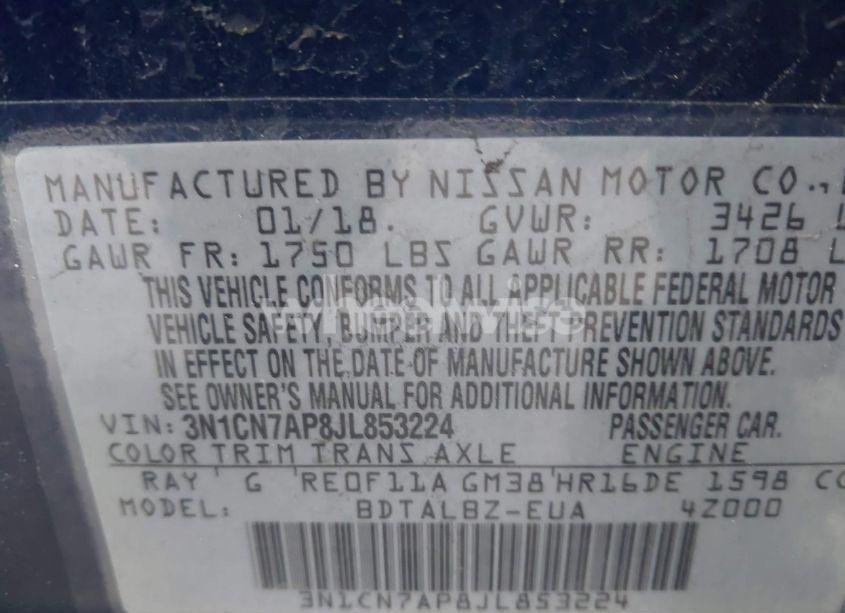 MANUFACTURED BY NISSAN MOTOR CO.,
DATE: 01/18. GVWR: 3426 L
GAWR FR: 1750 LBS GAWR RR: 1708 L
THIS VEHICLE CONFORMS TO ALL APPLICABLE FEDERAL MOTOR
VEHICLE SAFETY, BUMPER AND THEFT PREVENTION STANDARDS
IN EFFECT ON THE DATE OF MANUFACTURE SHOWN ABOVE.
SEE OWNER'S MANUAL FOR ADDITIONAL INFORMATION.
VIN: 3N1CN7AP8JL853224 PASSENGER CAR.
COLOR TRIM TRANS AXLE ENGINE
RAY G RE0F11A GM38 HR16DE 1598 CC
MODEL: BDTALBZ-EUA 4Z000
3N1CN7AP8JL853224
wheelwise